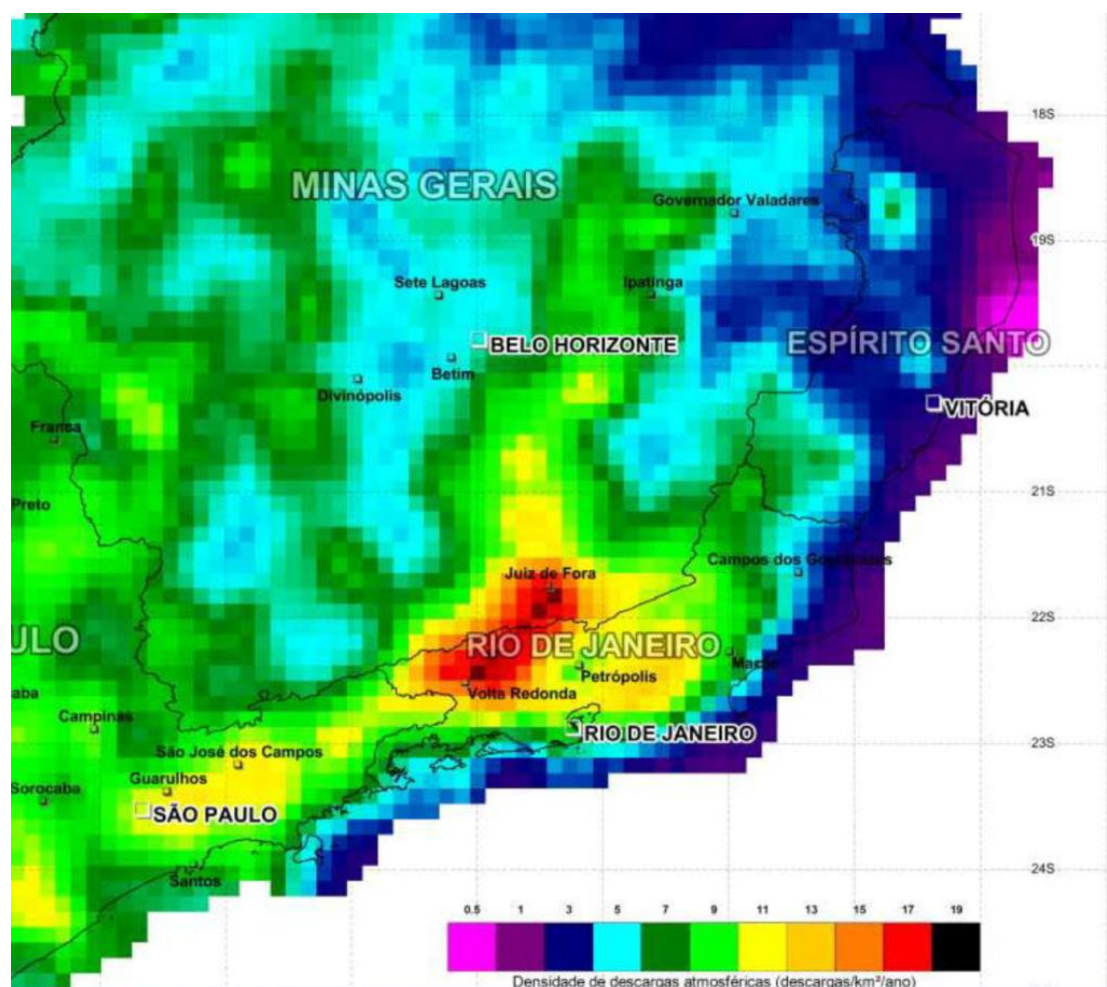 18S
MINAS GERAIS
Governador Valadares
19S
Sete Lagoas
Ipatinga
BELO HORIZONTE
ESPÍRITO SANTO
Betim
Divinópolis
VITÓRIA
Franca
21S
Preto
Campos dos Goytacazes
Juiz de Fora
22S
ULO
RIO DE JANEIRO
Macaé
Petrópolis
aba
Volta Redonda
Campinas
RIO DE JANEIRO
23S
São José dos Campos
Guarulhos
Sorocaba
SÃO PAULO
24S
Santos
0.5 1 3 5 7 9 11 13 15 17 19
Densidade de descargas atmosféricas (descargas/km²/ano)